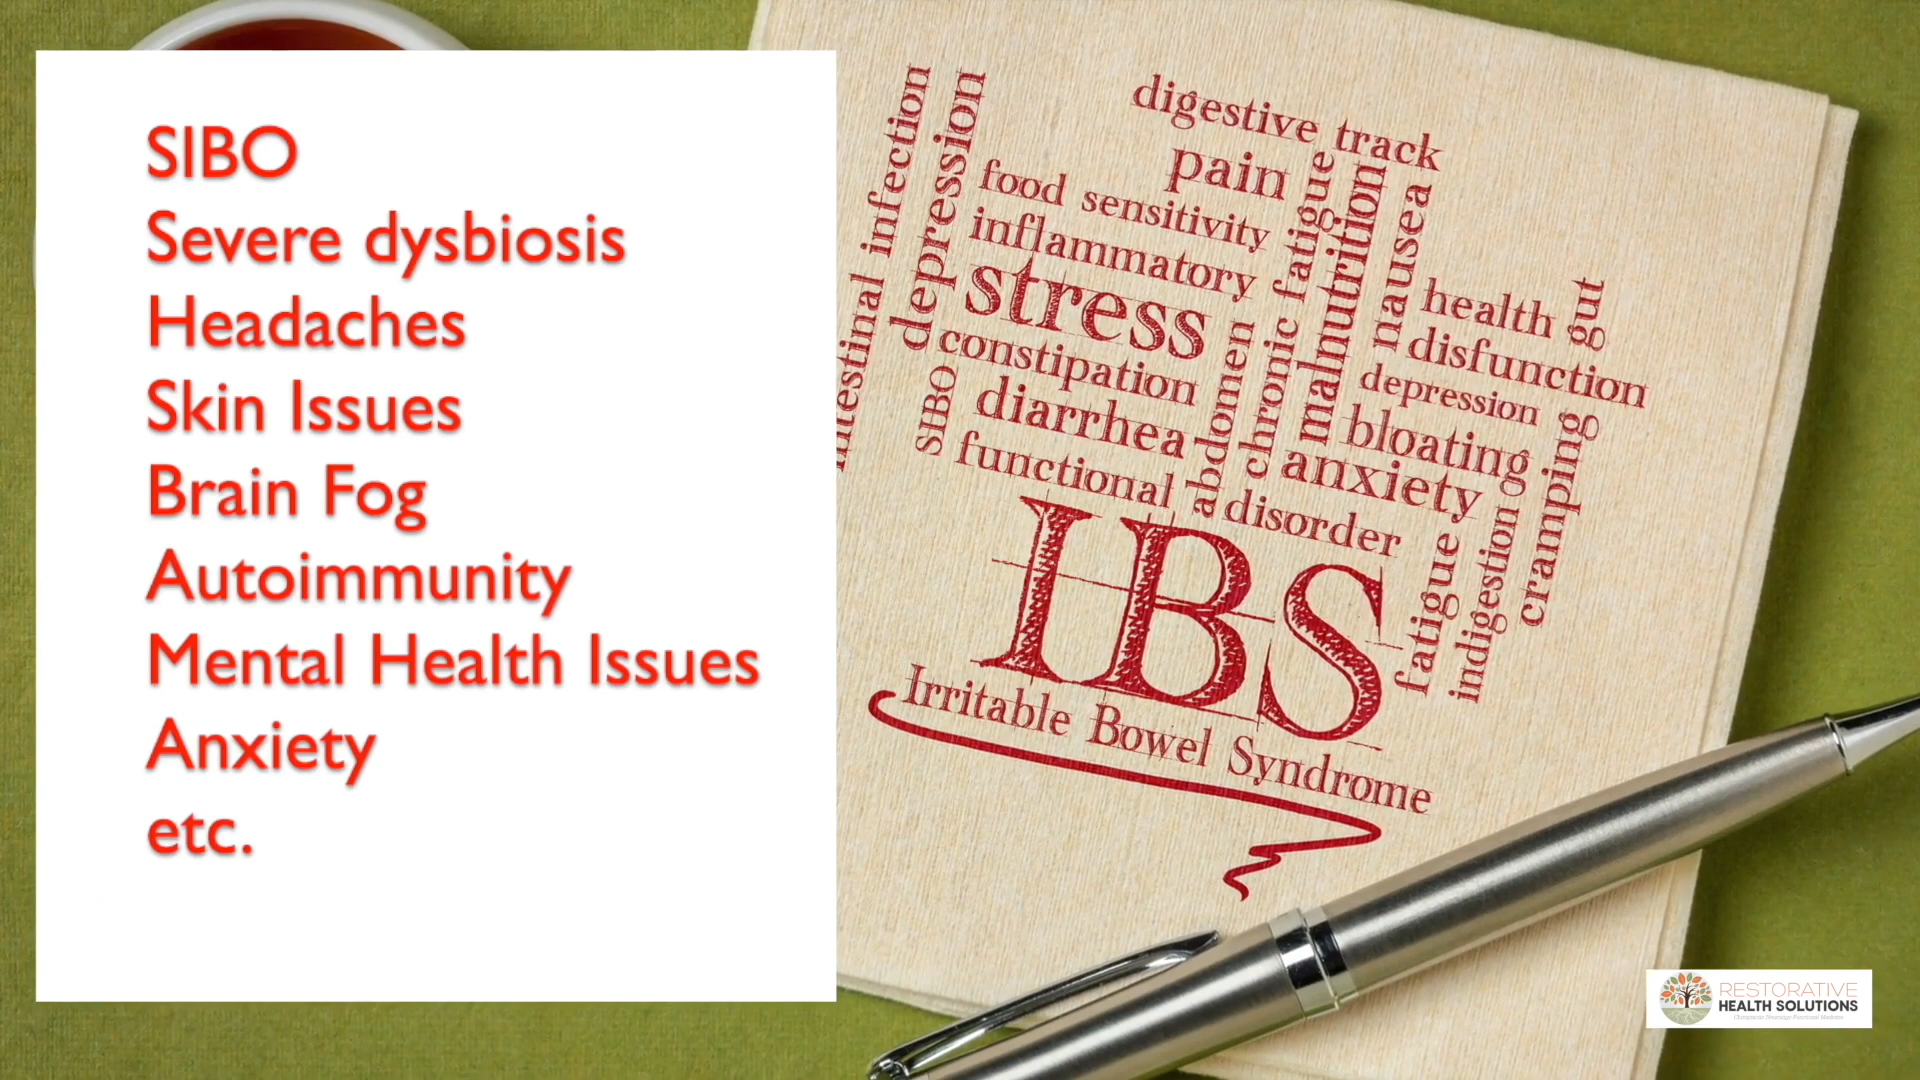 SIBO
Severe dysbiosis
Headaches
Skin Issues
Brain Fog
Autoimmunity
Mental Health Issues
Anxiety
etc.
intestinal infection
depression
SIBO
digestive track
pain
food sensitivity
inflammatory
stress
constipation
diarrhea
functional
abdomen
chronic fatigue
malnutrition
nausea
health
gut
disfunction
depression
bloating
anxiety
disorder
cramping
indigestion
fatigue
IBS
Irritable Bowel Syndrome
RESTORATIVE
HEALTH SOLUTIONS